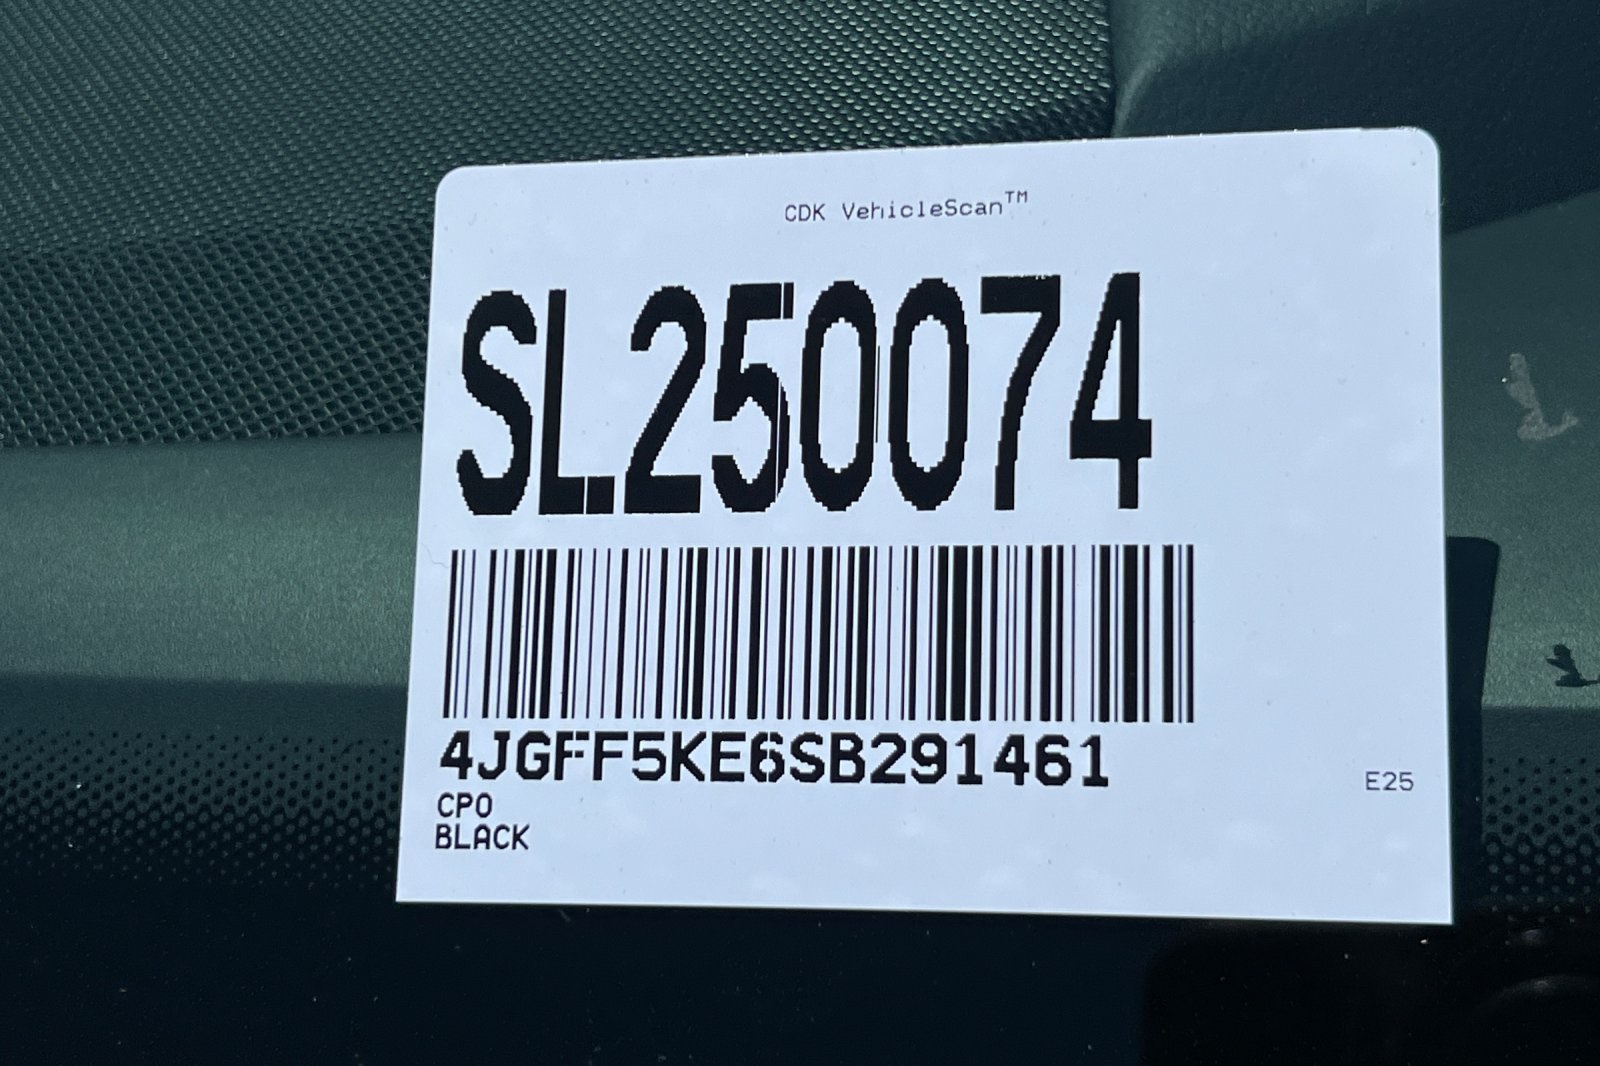 CDK VehicleScan™
SL250074
4JGFF5KE6SB291461
E25
CPO
BLACK